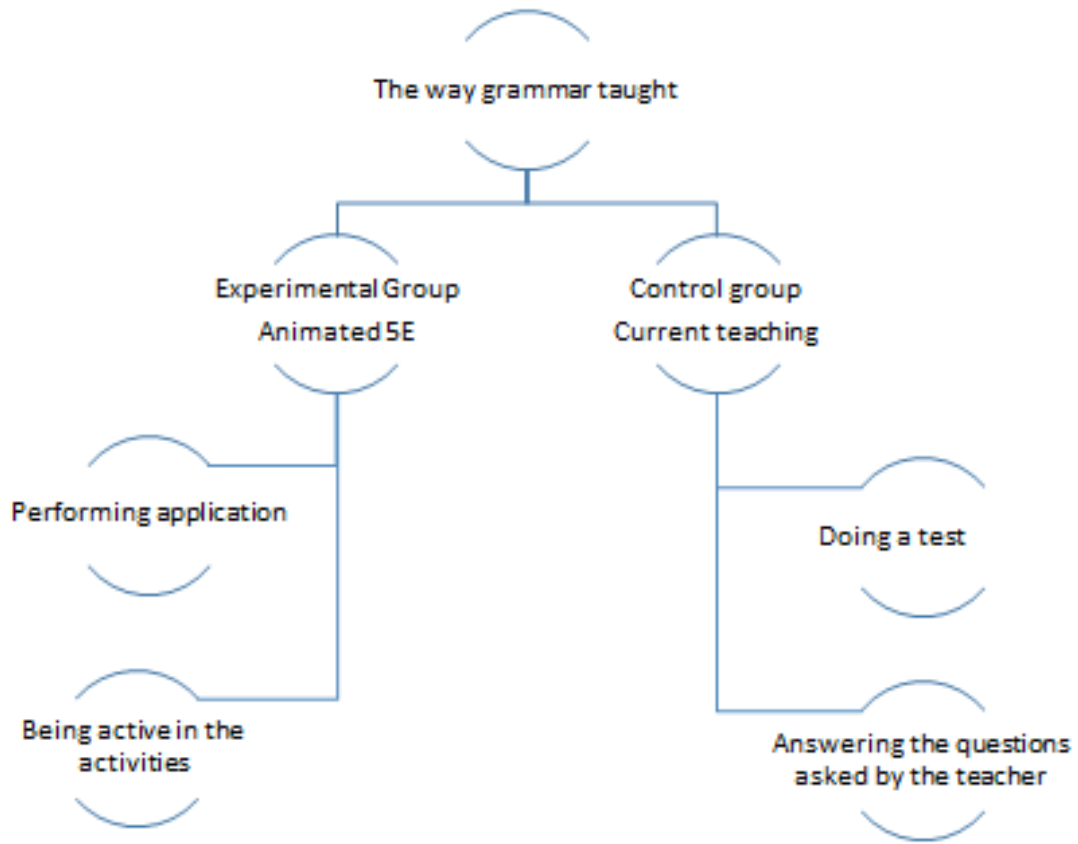 The way grammar taught
Experimental Group
Animated 5E
Control group
Current teaching
Performing application
Doing a test
Being active in the
activities
Answering the questions
asked by the teacher